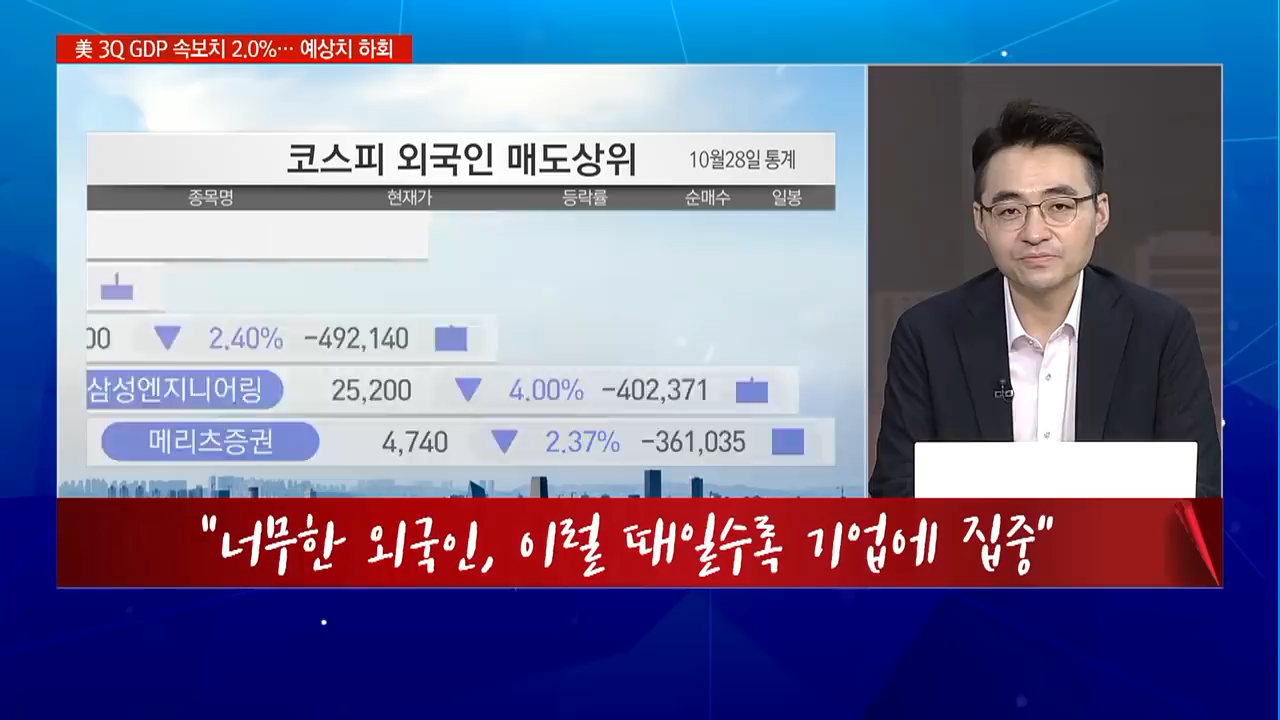 美 3Q GDP 속보치 2.0%… 예상치 하회
코스피 외국인 매도상위 10월28일 통계
종목명 현재가 등락률 순매수 일봉
00 ▼ 2.40% -492,140
삼성엔지니어링 25,200 ▼ 4.00% -402,371
메리츠증권 4,740 ▼ 2.37% -361,035
"너무한 외국인, 이럴 때일수록 기업에 집중"